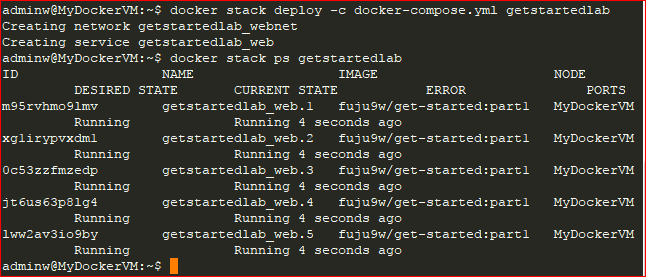 adminw@MyDockerVM:~$ docker stack deploy -c docker-compose.yml getstartedlab
Creating network getstartedlab_webnet
Creating service getstartedlab_web
adminw@MyDockerVM:~$ docker stack ps getstartedlab
ID NAME IMAGE NODE
DESIRED STATE CURRENT STATE ERROR PORTS
m95rvhmo9lmv getstartedlab_web.1 fuju9w/get-started:part1 MyDockerVM
Running Running 4 seconds ago
xglirypvxdml getstartedlab_web.2 fuju9w/get-started:part1 MyDockerVM
Running Running 4 seconds ago
0c53zzfmzedp getstartedlab_web.3 fuju9w/get-started:part1 MyDockerVM
Running Running 4 seconds ago
jt6us63p8lg4 getstartedlab_web.4 fuju9w/get-started:part1 MyDockerVM
Running Running 4 seconds ago
lww2av3io9by getstartedlab_web.5 fuju9w/get-started:part1 MyDockerVM
Running Running 4 seconds ago
adminw@MyDockerVM:~$